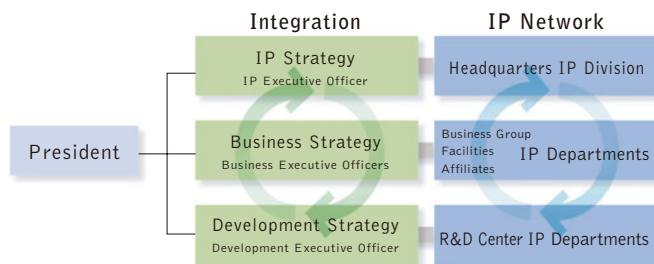 Integration
IP Network
IP Strategy
IP Executive Officer
Headquarters IP Division
President
Business Strategy
Business Executive Officers
Business Group
Facilities
Affiliates
IP Departments
Development Strategy
Development Executive Officer
R&D Center IP Departments